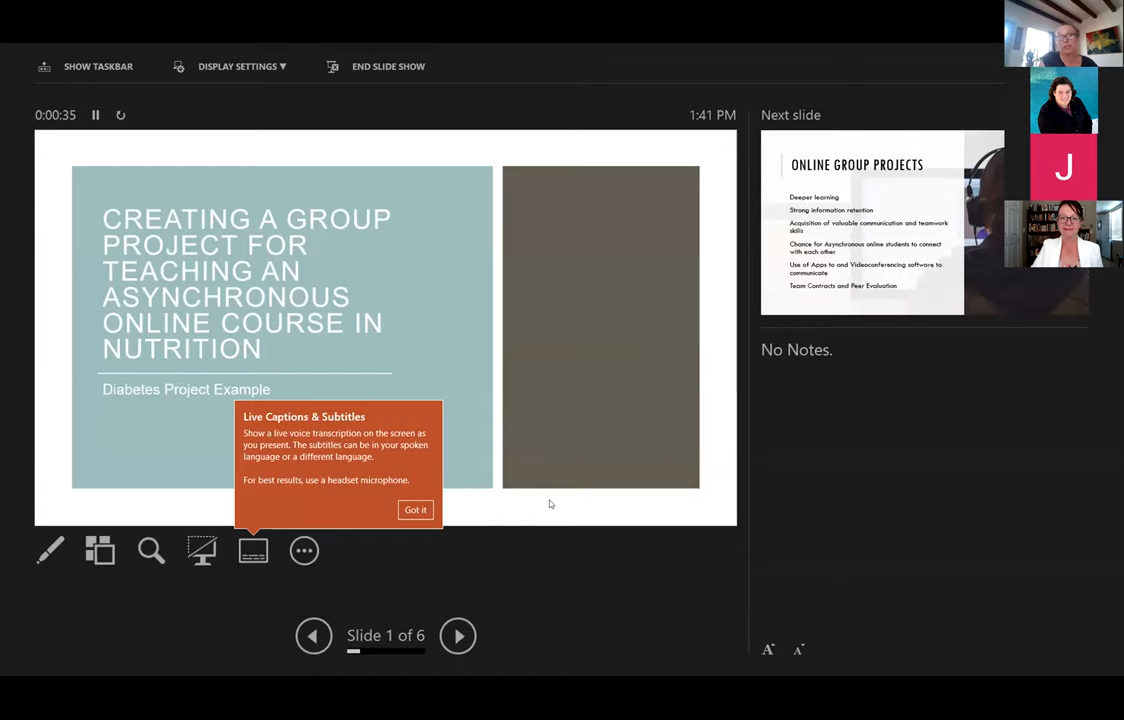 SHOW TASKBAR
DISPLAY SETTINGS ▼
END SLIDE SHOW
0:00:35
1:41 PM
CREATING A GROUP
PROJECT FOR
TEACHING AN
ASYNCHRONOUS
ONLINE COURSE IN
NUTRITION
Diabetes Project Example
Live Captions & Subtitles
Show a live voice transcription on the screen as
you present. The subtitles can be in your spoken
language or a different language.
For best results, use a headset microphone.
Got it
Slide 1 of 6
Next slide
ONLINE GROUP PROJECTS
Deeper learning
Strong information retention
Acquisition of valuable communication and teamwork
skills
Chance for Asynchronous online students to connect
with each other
Use of Apps to and Videoconferencing software to
communicate
Team Contracts and Peer Evaluation
No Notes.
A
A
J